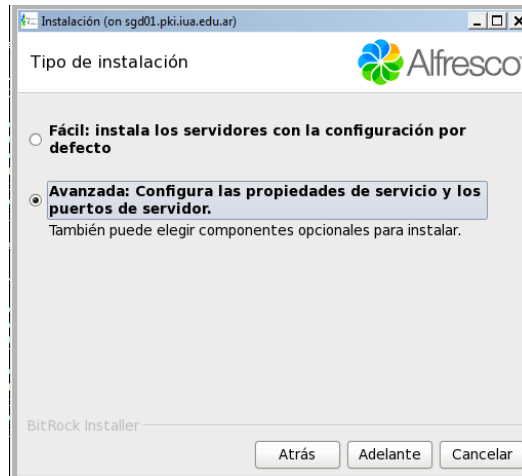 Instalación (on sgd01.pki.iua.edu.ar)
Tipo de instalación
Alfresco
Fácil: instala los servidores con la configuración por
defecto
Avanzada: Configura las propiedades de servicio y los
puertos de servidor.
También puede elegir componentes opcionales para instalar.
BitRock Installer
Atrás Adelante Cancelar